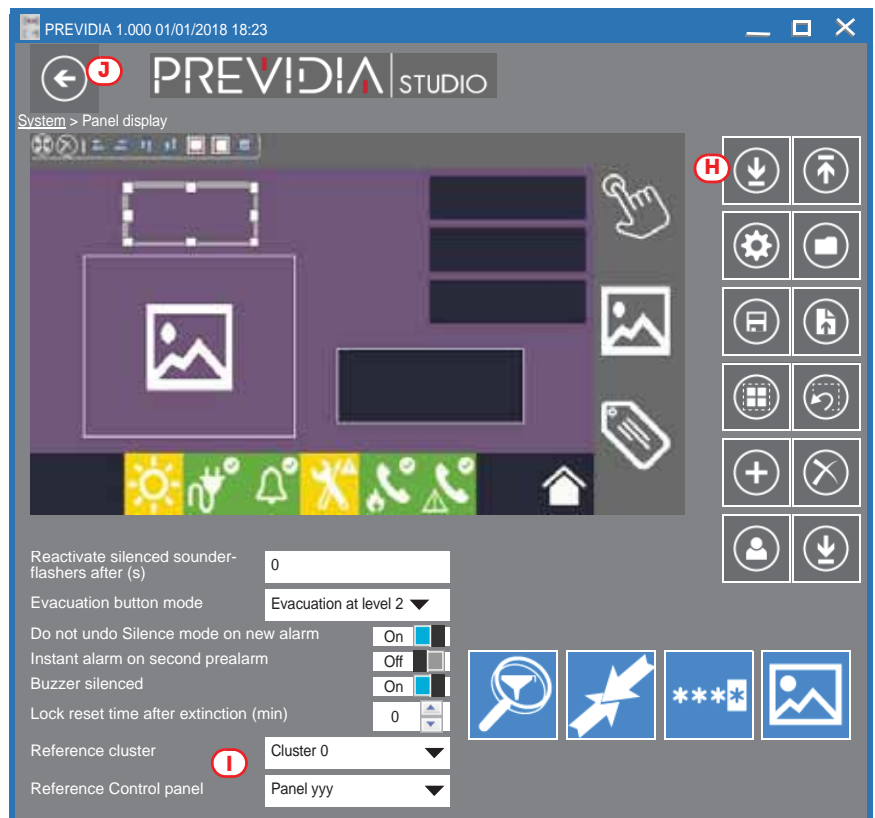 PREVIDIA 1.000 01/01/2018 18:23
J
PREVIDIA STUDIO
System > Panel display
H
Reactivate silenced sounder-
flashers after (s)
0
Evacuation button mode
Evacuation at level 2
Do not undo Silence mode on new alarm
On
Instant alarm on second prealarm
Off
Buzzer silenced
On
Lock reset time after extinction (min)
0
****
Reference cluster
I
Cluster 0
Reference Control panel
Panel yyy